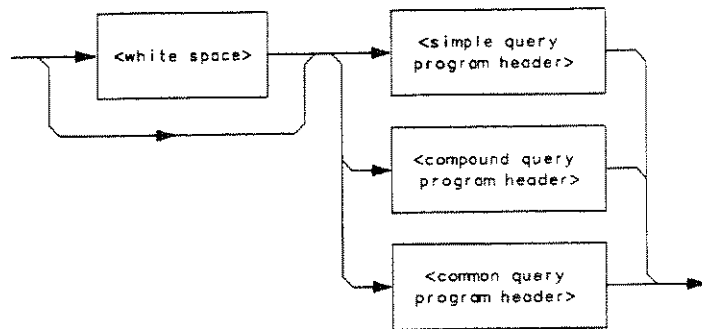 <white space>
<simple query
program header>
<compound query
program header>
<common query
program header>